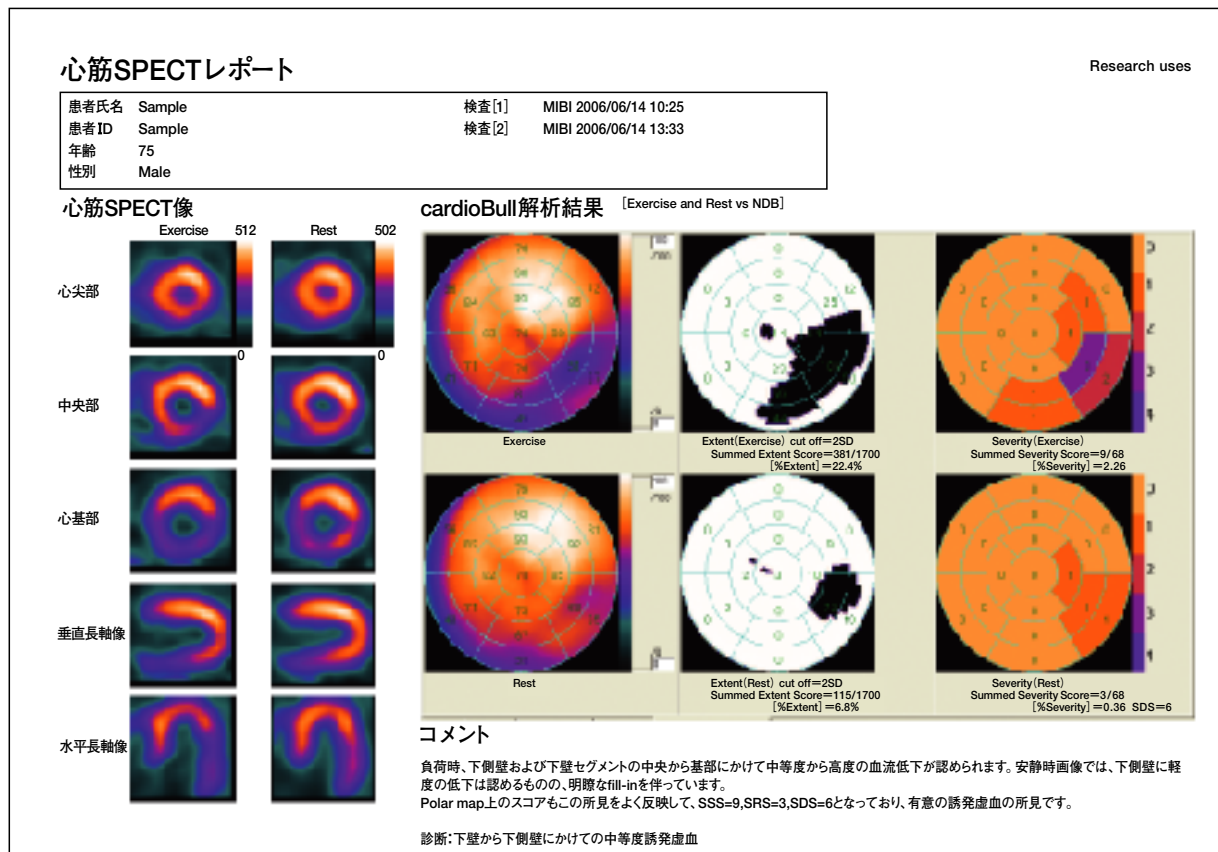 心筋SPECTレポート
Research uses
患者氏名 Sample 検査[1] MIBI 2006/06/14 10:25
患者ID Sample 検査[2] MIBI 2006/06/14 13:33
年齢 75
性別 Male
心筋SPECT像
cardioBull解析結果 [Exercise and Rest vs NDB]
Exercise 512 Rest 502
心尖部
0 0
中央部
心基部
垂直長軸像
水平長軸像
Exercise
Extent(Exercise) cut off=2SD
Summed Extent Score=381/1700
[%Extent]=22.4%
Severity(Exercise)
Summed Severity Score=9/68
[%Severity]=2.26
Rest
Extent(Rest) cut off=2SD
Summed Extent Score=115/1700
[%Extent]=6.8%
Severity(Rest)
Summed Severity Score=3/68
[%Severity]=0.36 SDS=6
コメント
負荷時、下側壁および下壁セグメントの中央から基部にかけて中等度から高度の血流低下が認められます。安静時画像では、下側壁に軽
度の低下は認めるものの、明瞭なfill-inを伴っています。
Polar map上のスコアもこの所見をよく反映して、SSS=9,SRS=3,SDS=6となっており、有意の誘発虚血の所見です。
診断：下壁から下側壁にかけての中等度誘発虚血